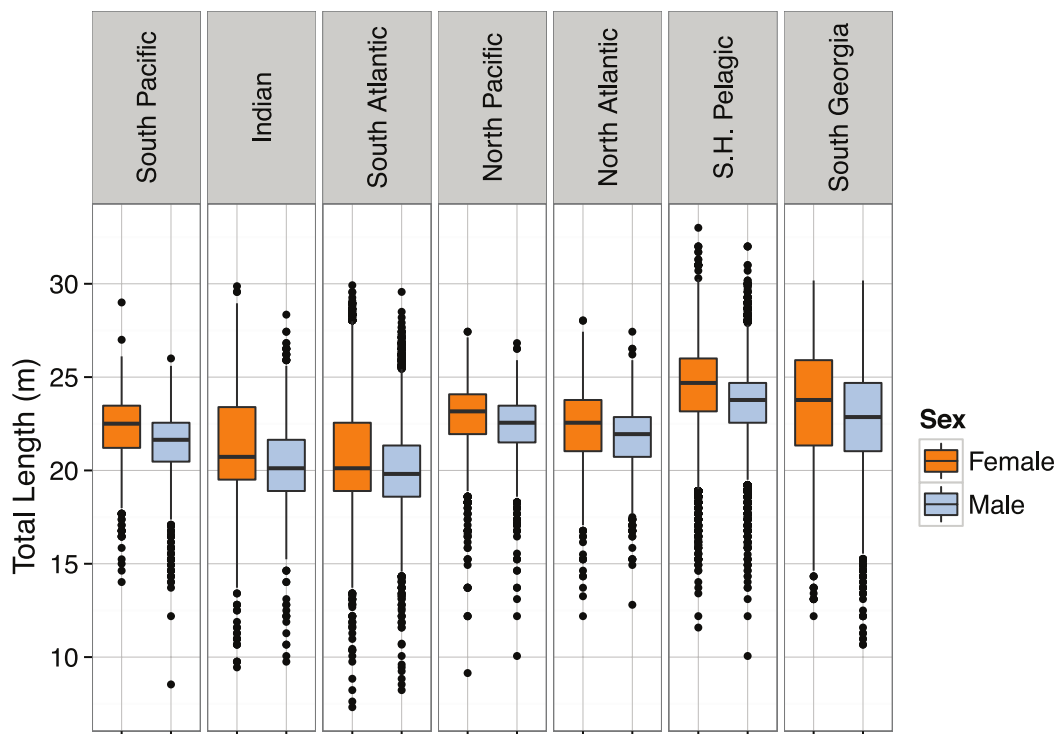 South Pacific
Indian
South Atlantic
North Pacific
North Atlantic
S.H. Pelagic
South Georgia
Total Length (m)
30
25
20
15
10
Sex
Female
Male